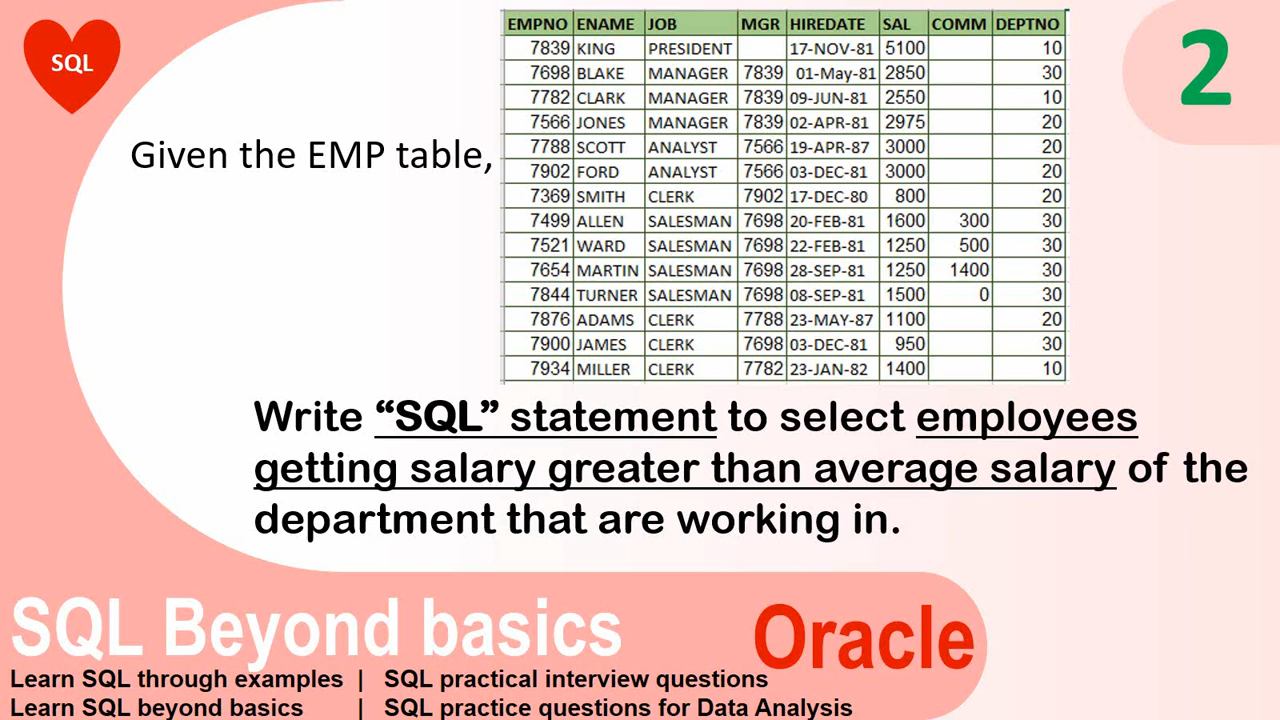 SQL
2
Given the EMP table,
EMPNO ENAME JOB MGR HIREDATE SAL COMM DEPTNO
7839 KING PRESIDENT 17-NOV-81 5100 10
7698 BLAKE MANAGER 7839 01-May-81 2850 30
7782 CLARK MANAGER 7839 09-JUN-81 2550 10
7566 JONES MANAGER 7839 02-APR-81 2975 20
7788 SCOTT ANALYST 7566 19-APR-87 3000 20
7902 FORD ANALYST 7566 03-DEC-81 3000 20
7369 SMITH CLERK 7902 17-DEC-80 800 20
7499 ALLEN SALESMAN 7698 20-FEB-81 1600 300 30
7521 WARD SALESMAN 7698 22-FEB-81 1250 500 30
7654 MARTIN SALESMAN 7698 28-SEP-81 1250 1400 30
7844 TURNER SALESMAN 7698 08-SEP-81 1500 0 30
7876 ADAMS CLERK 7788 23-MAY-87 1100 20
7900 JAMES CLERK 7698 03-DEC-81 950 30
7934 MILLER CLERK 7782 23-JAN-82 1400 10
Write “SQL” statement to select employees
getting salary greater than average salary of the
department that are working in.
SQL Beyond basics
Oracle
Learn SQL through examples | SQL practical interview questions
Learn SQL beyond basics | SQL practice questions for Data Analysis